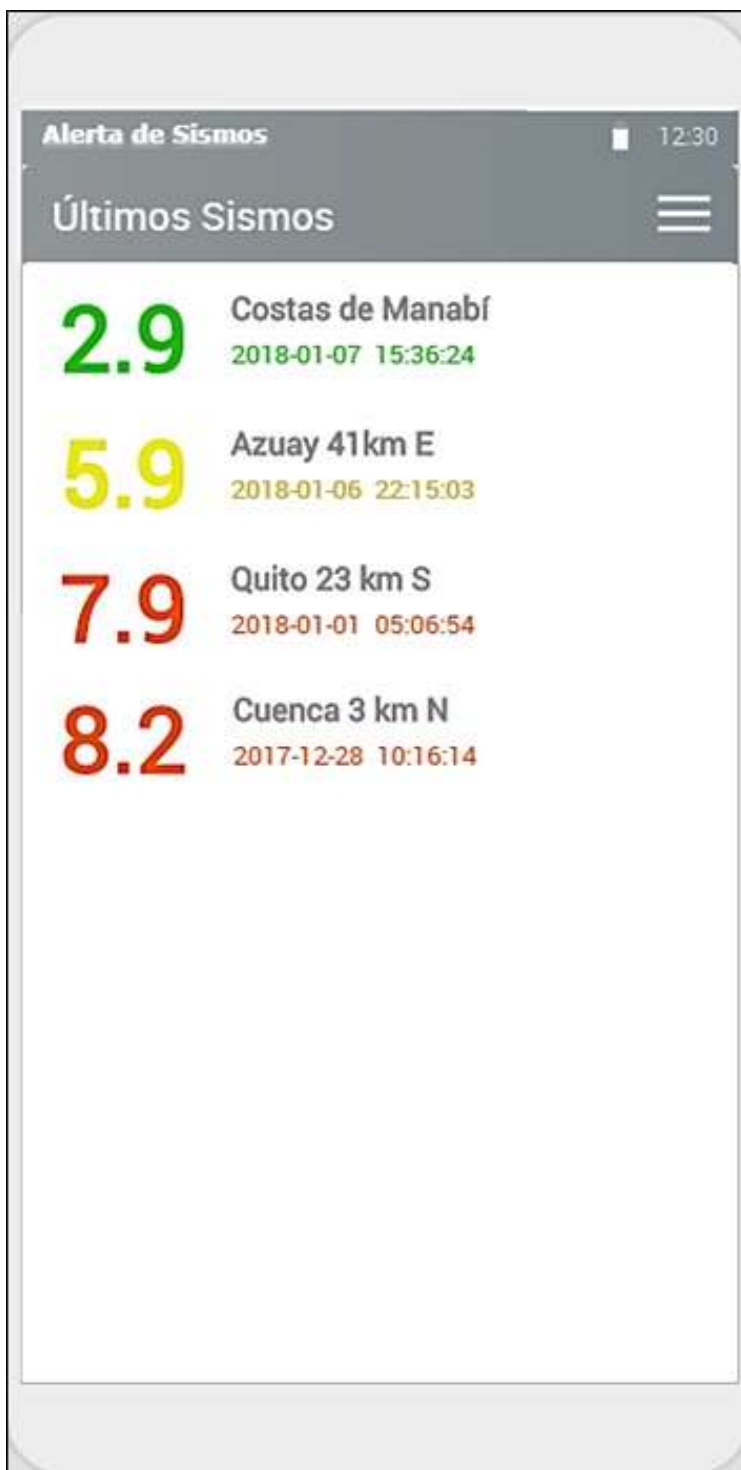 Alerta de Sismos 12:30
Últimos Sismos
2.9 Costas de Manabí
2018-01-07 15:36:24
5.9 Azuay 41km E
2018-01-06 22:15:03
7.9 Quito 23 km S
2018-01-01 05:06:54
8.2 Cuenca 3 km N
2017-12-28 10:16:14